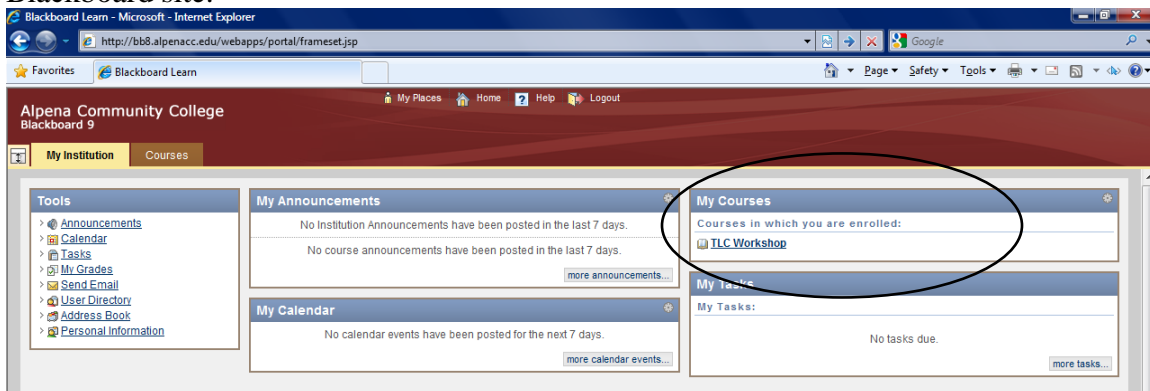 Blackboard site.
Blackboard Learn - Microsoft - Internet Explorer
http://bb8.alpenacc.edu/webapps/portal/frameset.jsp
Google
Favorites
Blackboard Learn
Page
Safety
Tools
My Places
Home
Help
Logout
Alpena Community College
Blackboard 9
My Institution
Courses
Tools
Announcements
Calendar
Tasks
My Grades
Send Email
User Directory
Address Book
Personal Information
My Announcements
No Institution Announcements have been posted in the last 7 days.
No course announcements have been posted in the last 7 days.
more announcements...
My Calendar
No calendar events have been posted for the next 7 days.
more calendar events...
My Courses
Courses in which you are enrolled:
TLC Workshop
My Tasks
My Tasks:
No tasks due.
more tasks...